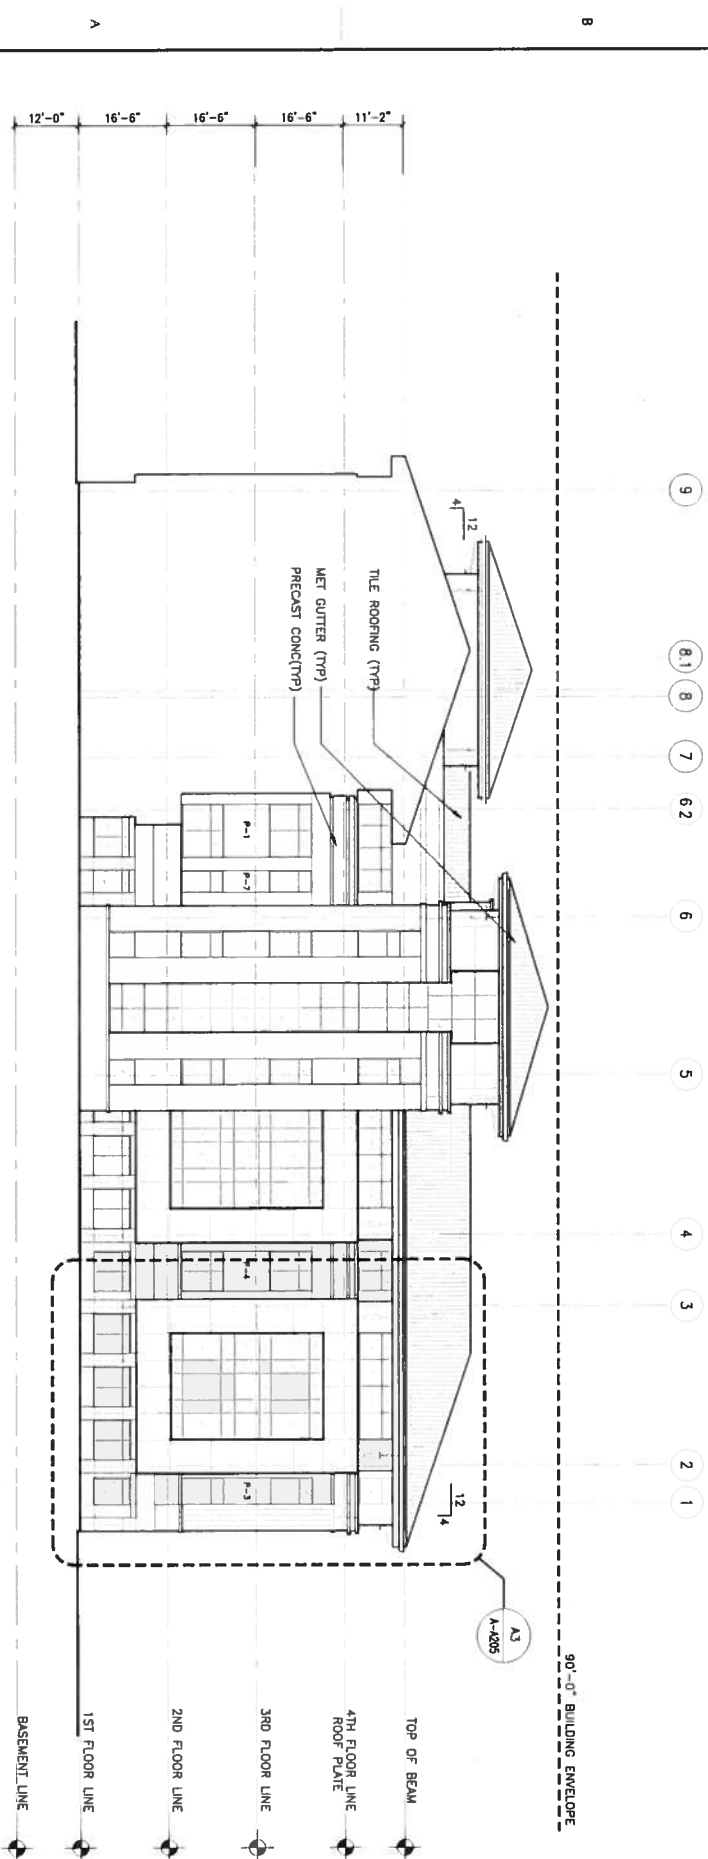 A
B
12'-0"
16'-6"
16'-6"
16'-6"
11'-2"
9
8.1
8
7
6 2
6
5
4
3
2
1
12
4
TILE ROOFING (TYP)
MET GUTTER (TYP)
PRECAST CONC(TYP)
P-1
P-7
P-4
P-3
12
4
A3
A-A205
90'-0" BUILDING ENVELOPE
TOP OF BEAM
4TH FLOOR LINE
ROOF PLATE
3RD FLOOR LINE
2ND FLOOR LINE
1ST FLOOR LINE
BASEMENT LINE